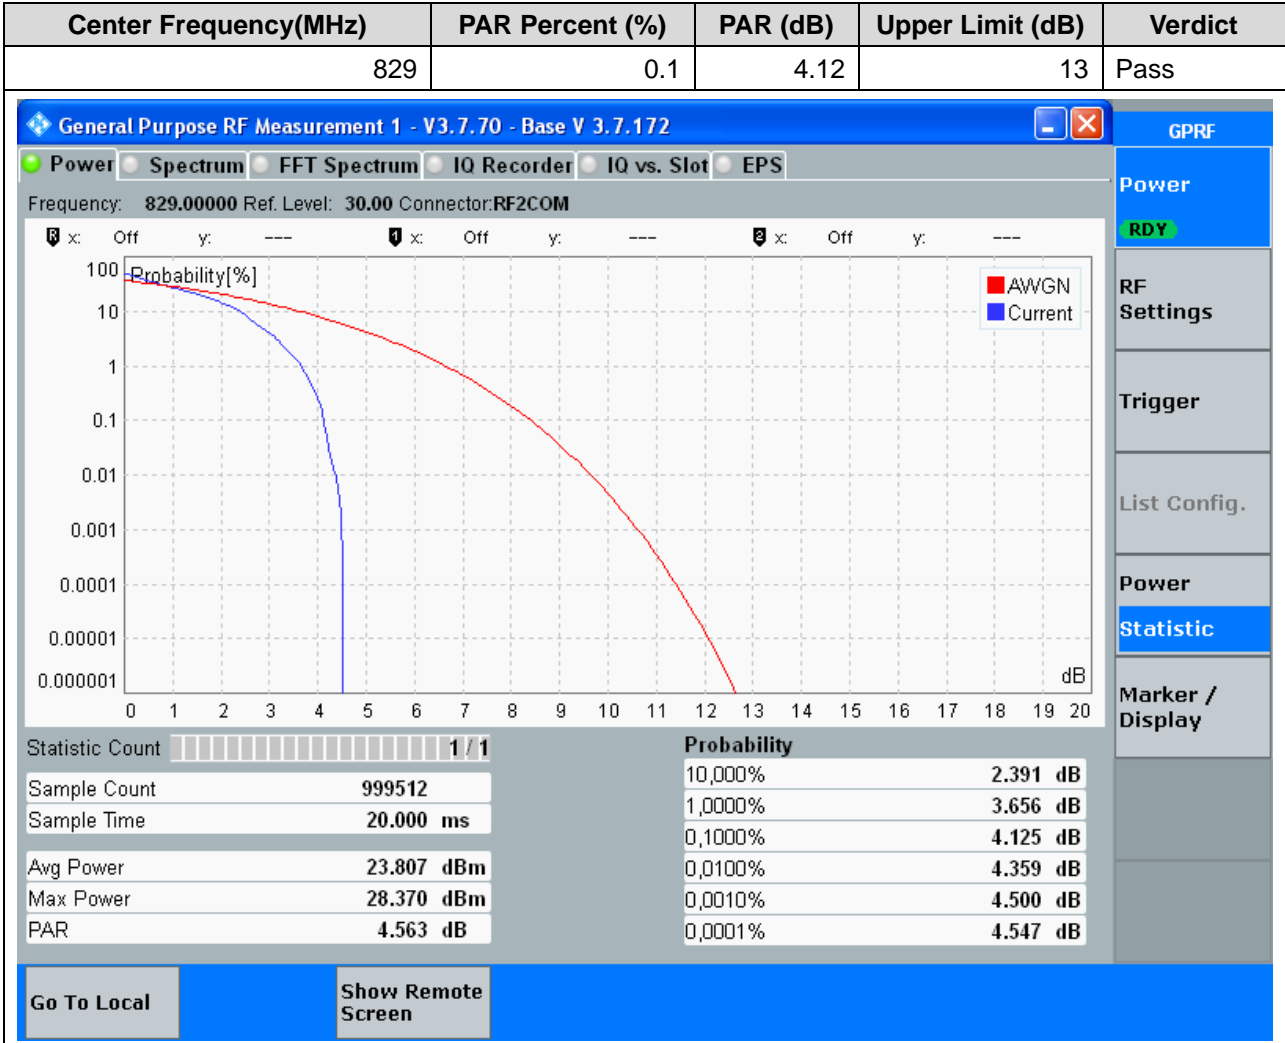 Center Frequency(MHz) PAR Percent (%) PAR (dB) Upper Limit (dB) Verdict
829 0.1 4.12 13 Pass
General Purpose RF Measurement 1 - V3.7.70 - Base V 3.7.172
GPRF
Power Spectrum FFT Spectrum IQ Recorder IQ vs. Slot EPS
Frequency: 829.00000 Ref. Level: 30.00 Connector:RF2COM
R x: Off y: --- 1 x: Off y: --- 2 x: Off y: ---
Probability[%]
AWGN
Current
100
10
1
0.1
0.01
0.001
0.0001
0.00001
0.000001
dB
0 1 2 3 4 5 6 7 8 9 10 11 12 13 14 15 16 17 18 19 20
Power
RDY
RF
Settings
Trigger
List Config.
Power
Statistic
Marker /
Display
Statistic Count 1 / 1
Sample Count 999512
Sample Time 20.000 ms
Avg Power 23.807 dBm
Max Power 28.370 dBm
PAR 4.563 dB
Probability
10,000% 2.391 dB
1,0000% 3.656 dB
0,1000% 4.125 dB
0,0100% 4.359 dB
0,0010% 4.500 dB
0,0001% 4.547 dB
Go To Local
Show Remote
Screen